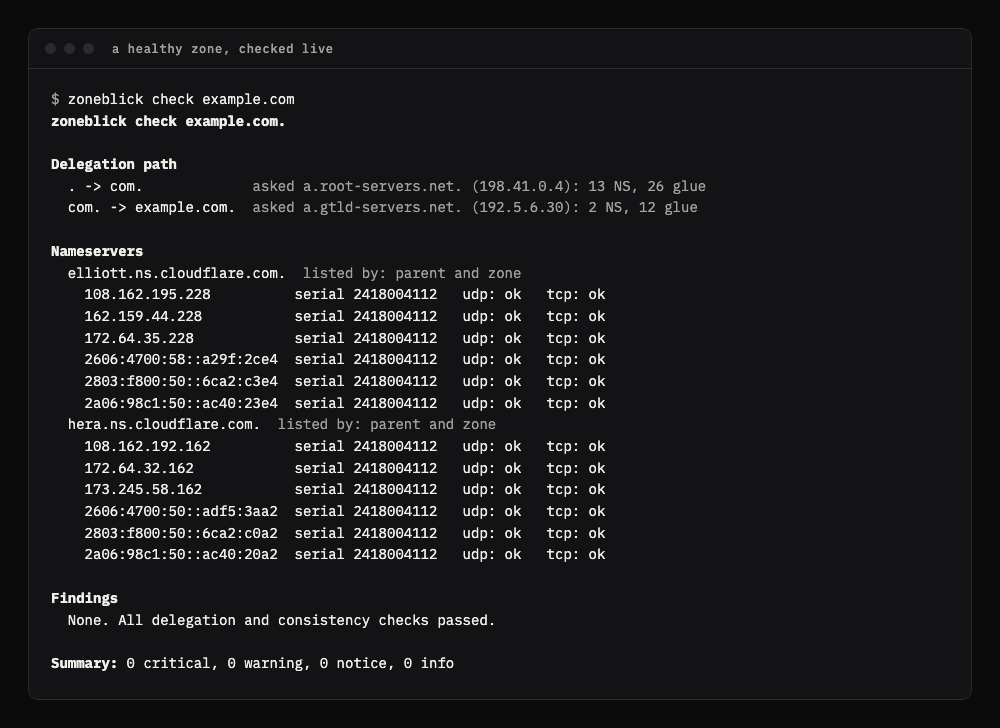 a healthy zone, checked live
$ zoneblick check example.com
zoneblick check example.com.
Delegation path
. -> com. asked a.root-servers.net. (198.41.0.4): 13 NS, 26 glue
com. -> example.com. asked a.gtld-servers.net. (192.5.6.30): 2 NS, 12 glue
Nameservers
elliott.ns.cloudflare.com. listed by: parent and zone
108.162.195.228 serial 2418004112 udp: ok tcp: ok
162.159.44.228 serial 2418004112 udp: ok tcp: ok
172.64.35.228 serial 2418004112 udp: ok tcp: ok
2606:4700:58::a29f:2ce4 serial 2418004112 udp: ok tcp: ok
2803:f800:50::6ca2:c3e4 serial 2418004112 udp: ok tcp: ok
2a06:98c1:50::ac40:23e4 serial 2418004112 udp: ok tcp: ok
hera.ns.cloudflare.com. listed by: parent and zone
108.162.192.162 serial 2418004112 udp: ok tcp: ok
172.64.32.162 serial 2418004112 udp: ok tcp: ok
173.245.58.162 serial 2418004112 udp: ok tcp: ok
2606:4700:50::adf5:3aa2 serial 2418004112 udp: ok tcp: ok
2803:f800:50::6ca2:c0a2 serial 2418004112 udp: ok tcp: ok
2a06:98c1:50::ac40:20a2 serial 2418004112 udp: ok tcp: ok
Findings
None. All delegation and consistency checks passed.
Summary: 0 critical, 0 warning, 0 notice, 0 info